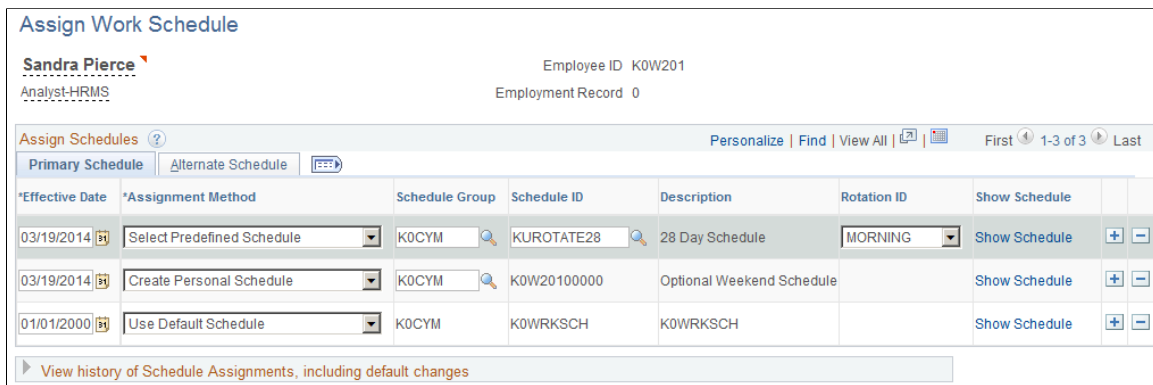 Assign Work Schedule
Sandra Pierce Employee ID K0W201
Analyst-HRMS Employment Record 0
Assign Schedules ? Personalize | Find | View All | | First 1-3 of 3 Last
Primary Schedule Alternate Schedule
*Effective Date *Assignment Method Schedule Group Schedule ID Description Rotation ID Show Schedule
03/19/2014 31 Select Predefined Schedule K0CYM KUROTATE28 28 Day Schedule MORNING Show Schedule + −
03/19/2014 31 Create Personal Schedule K0CYM K0W20100000 Optional Weekend Schedule Show Schedule + −
01/01/2000 31 Use Default Schedule K0CYM K0WRKSCH K0WRKSCH Show Schedule + −
View history of Schedule Assignments, including default changes